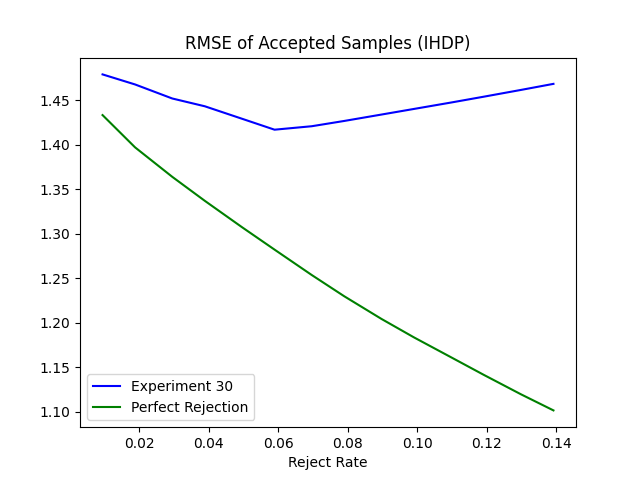 RMSE of Accepted Samples (IHDP)
1.45
1.40
1.35
1.30
1.25
1.20
1.15
1.10
Experiment 30
Perfect Rejection
0.02 0.04 0.06 0.08 0.10 0.12 0.14
Reject Rate